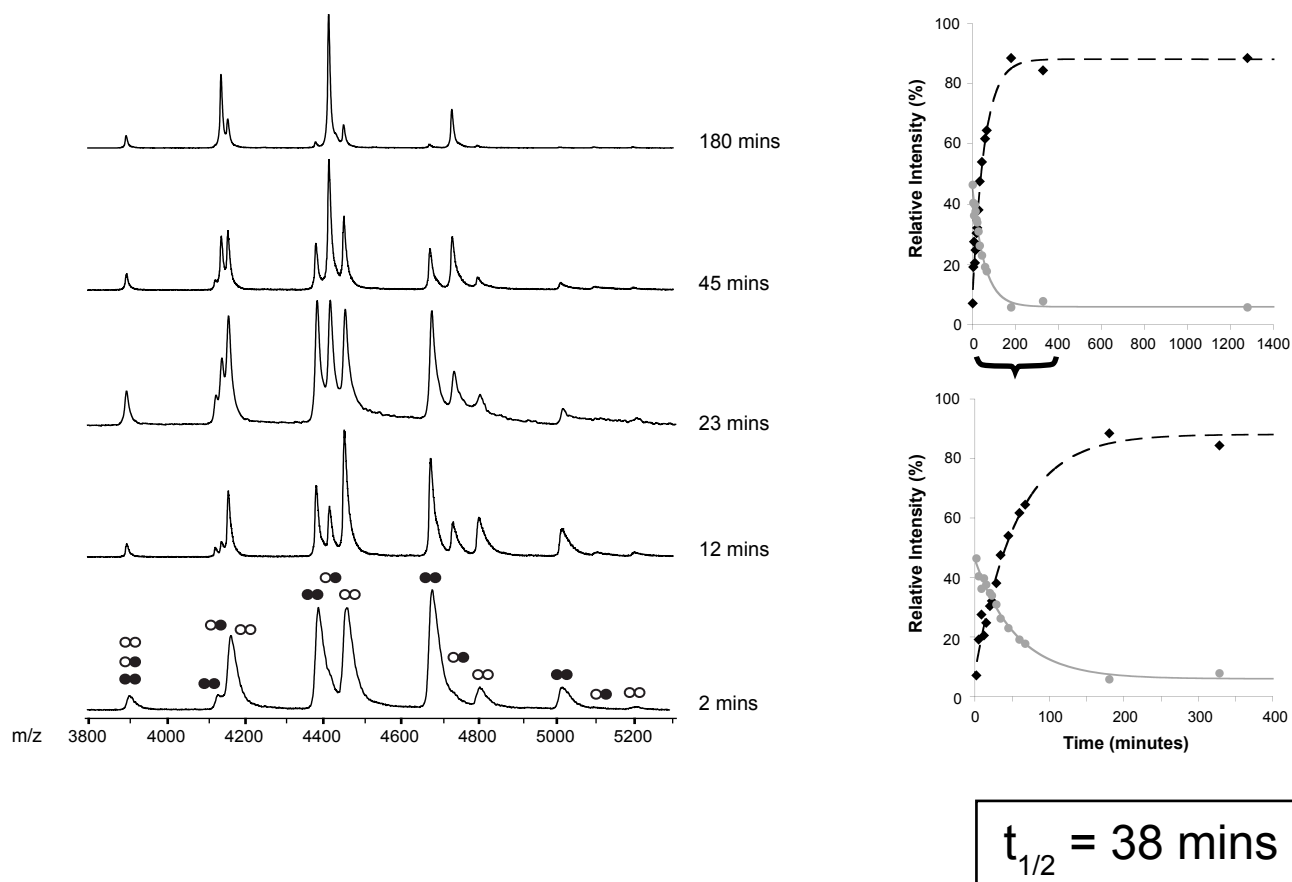 180 mins
45 mins
23 mins
12 mins
2 mins
m/z
3800 4000 4200 4400 4600 4800 5000 5200
Relative Intensity (%)
100
80
60
40
20
0
0 200 400 600 800 1000 1200 1400
Relative Intensity (%)
100
80
60
40
20
0
0 100 200 300 400
Time (minutes)
t1/2 = 38 mins